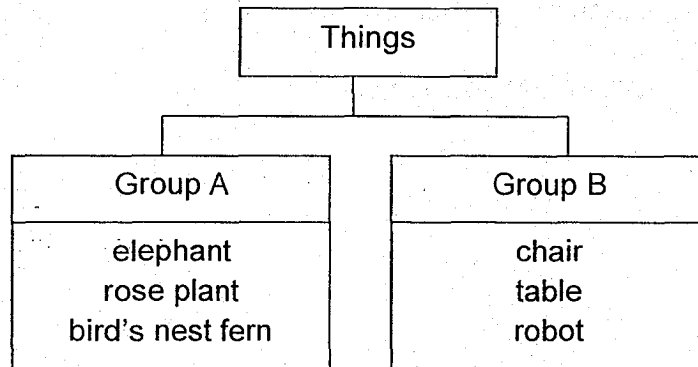 Things
Group A
elephant
rose plant
bird's nest fern
Group B
chair
table
robot